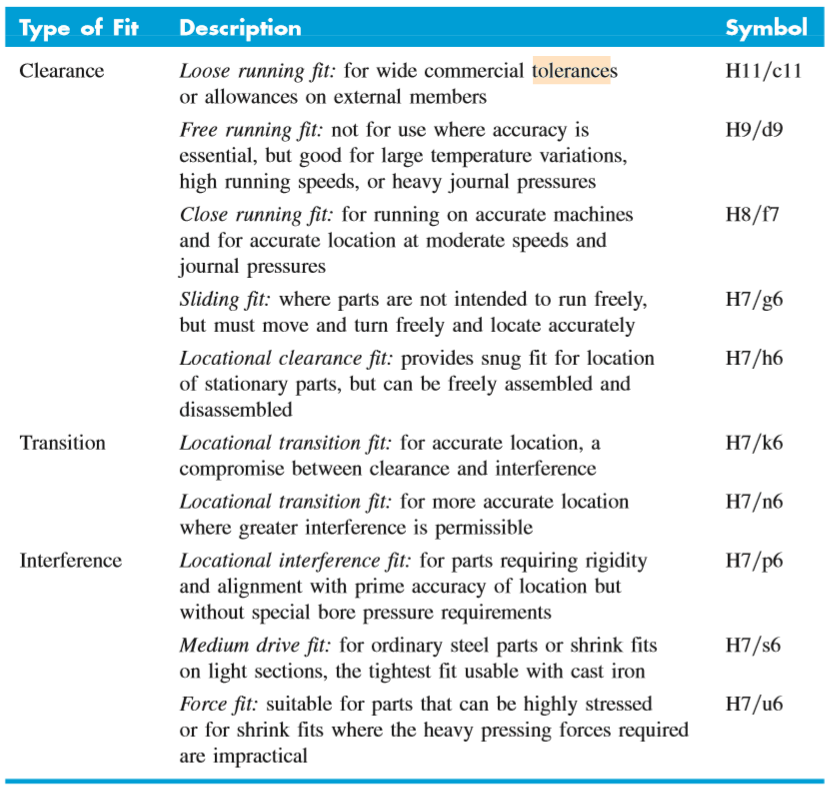 Type of Fit Description Symbol
Clearance Loose running fit: for wide commercial tolerances H11/c11
or allowances on external members
Free running fit: not for use where accuracy is H9/d9
essential, but good for large temperature variations,
high running speeds, or heavy journal pressures
Close running fit: for running on accurate machines H8/f7
and for accurate location at moderate speeds and
journal pressures
Sliding fit: where parts are not intended to run freely, H7/g6
but must move and turn freely and locate accurately
Locational clearance fit: provides snug fit for location H7/h6
of stationary parts, but can be freely assembled and
disassembled
Transition Locational transition fit: for accurate location, a H7/k6
compromise between clearance and interference
Locational transition fit: for more accurate location H7/n6
where greater interference is permissible
Interference Locational interference fit: for parts requiring rigidity H7/p6
and alignment with prime accuracy of location but
without special bore pressure requirements
Medium drive fit: for ordinary steel parts or shrink fits H7/s6
on light sections, the tightest fit usable with cast iron
Force fit: suitable for parts that can be highly stressed H7/u6
or for shrink fits where the heavy pressing forces required
are impractical